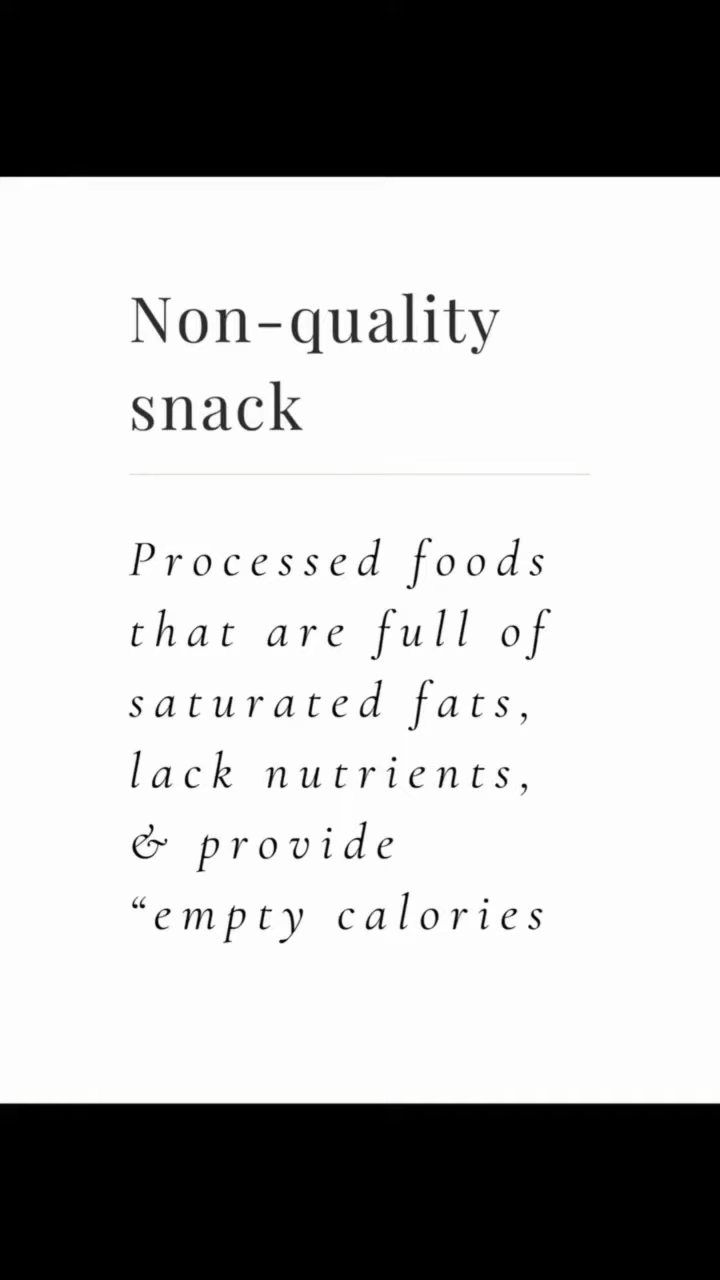 Non-quality
snack
Processed foods
that are full of
saturated fats,
lack nutrients,
& provide
“empty calories